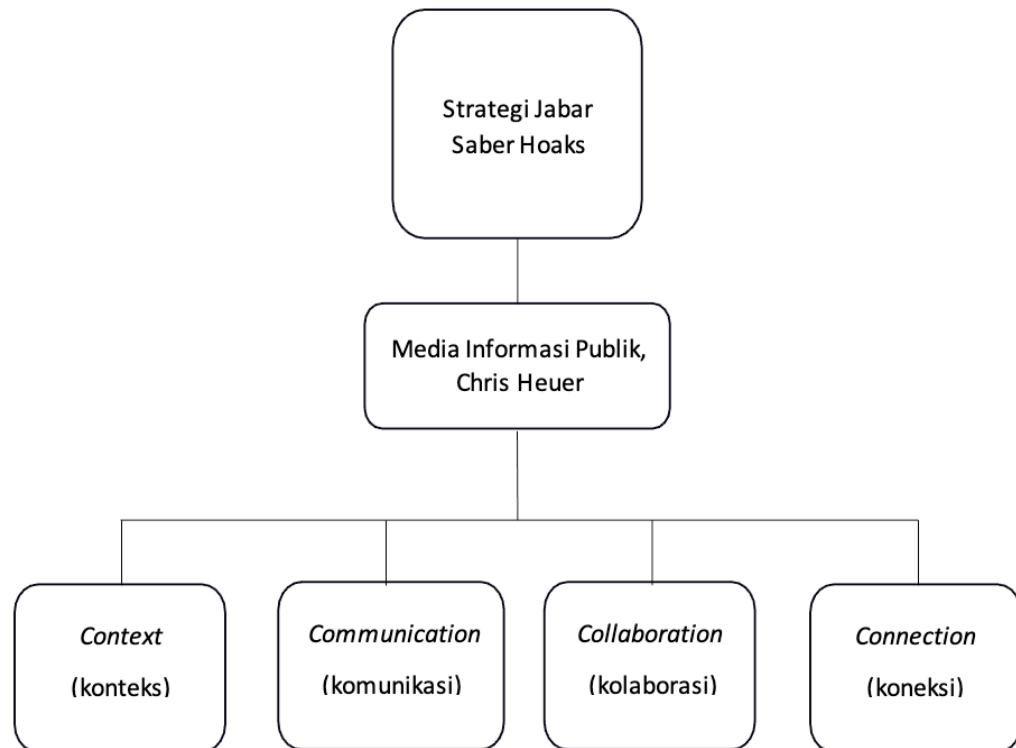 Strategi Jabar
Saber Hoaks
Media Informasi Publik,
Chris Heuer
Context
(konteks)
Communication
(komunikasi)
Collaboration
(kolaborasi)
Connection
(koneksi)